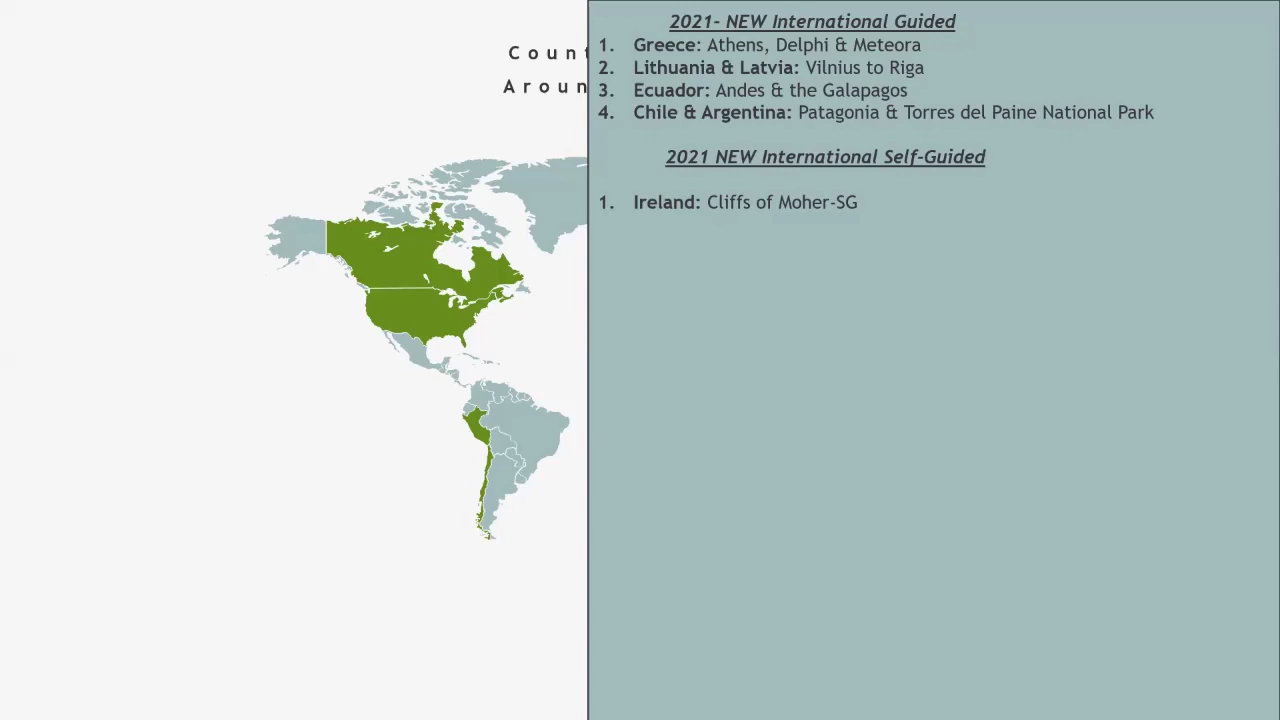 Count
Aroun
2021- NEW International Guided
1. Greece: Athens, Delphi & Meteora
2. Lithuania & Latvia: Vilnius to Riga
3. Ecuador: Andes & the Galapagos
4. Chile & Argentina: Patagonia & Torres del Paine National Park
2021 NEW International Self-Guided
1. Ireland: Cliffs of Moher-SG